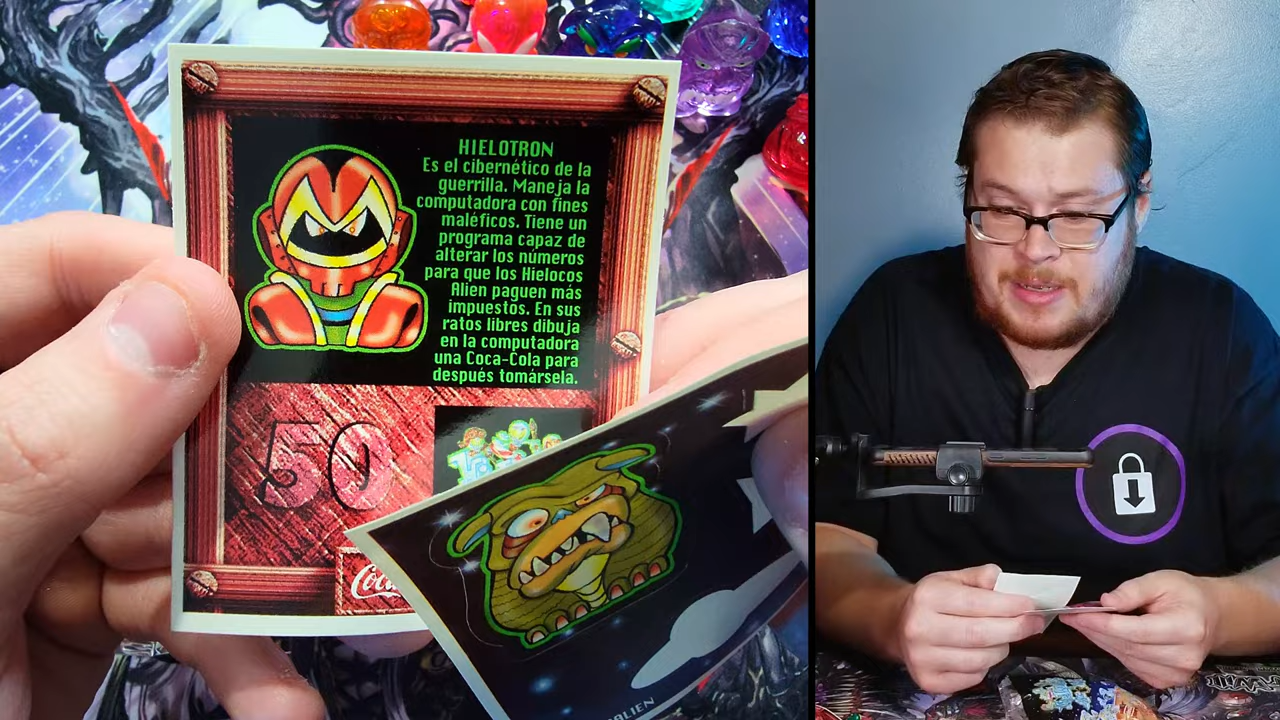 HIELOTRON
Es el cibernético de la
guerrilla. Maneja la
computadora con fines
maléficos. Tiene un
programa capaz de
alterar los números
para que los Hielocos
Alien paguen más
impuestos. En sus
ratos libres dibuja
en la computadora
una Coca-Cola para
después tomársela.
50